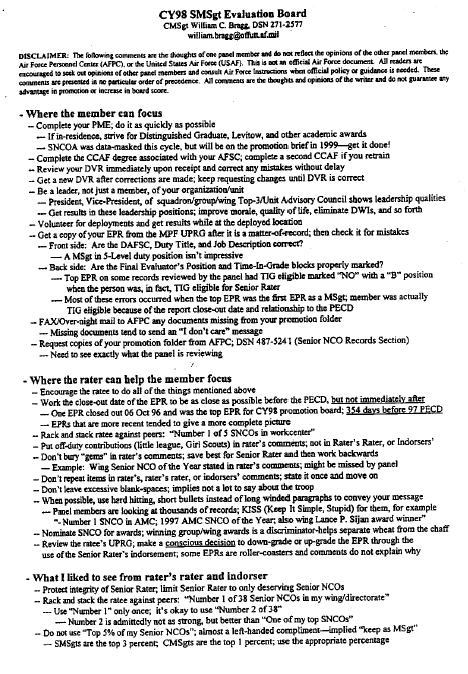 CY98 SMSgt Evaluation Board
CMSgt William C. Bragg, DSN 271-2577
william.bragg@offutt.af.mil
DISCLAIMER: The following comments are the thoughts of one panel member and do not reflect the opinions of the other panel members, the
Air Force Personnel Center (AFPC), or the United States Air Force (USAF). This is not an official Air Force document. All readers are
encouraged to seek out opinions of other panel members and consult Air Force Instructions when official policy or guidance is needed. These
comments are presented in no particular order of precedence. All comments are the thoughts and opinions of the writer and do not guarantee any
advantage in promotion or increase in board score.
- Where the member can focus
-- Complete your PME; do it as quickly as possible
--- If in-residence, strive for Distinguished Graduate, Levitow, and other academic awards
--- SNCOA was data-masked this cycle, but will be on the promotion brief in 1999—get it done!
-- Complete the CCAF degree associated with your AFSC; complete a second CCAF if you retrain
-- Review your DVR immediately upon receipt and correct any mistakes without delay
-- Get a new DVR after corrections are made; keep requesting changes until DVR is correct
-- Be a leader, not just a member, of your organization/unit
--- President, Vice-President, of squadron/group/wing Top-3/Unit Advisory Council shows leadership qualities
--- Get results in these leadership positions; improve morale, quality of life, eliminate DWIs, and so forth
-- Volunteer for deployments and get results while at the deployed location
-- Get a copy of your EPR from the MPF UPRG after it is a matter-of-record; then check it for mistakes
--- Front side: Are the DAFSC, Duty Title, and Job Description correct?
---- A MSgt in 5-Level duty position isn't impressive
--- Back side: Are the Final Evaluator's Position and Time-In-Grade blocks properly marked?
---- Top EPR on some records reviewed by the panel had TIG eligible marked "NO" with a "B" position
when the person was, in fact, TIG eligible for Senior Rater
---- Most of these errors occurred when the top EPR was the first EPR as a MSgt; member was actually
TIG eligible because of the report close-out date and relationship to the PECD
-- FAX/Over-night mail to AFPC any documents missing from your promotion folder
--- Missing documents tend to send an "I don't care" message
-- Request copies of your promotion folder from AFPC; DSN 487-5241 (Senior NCO Records Section)
--- Need to see exactly what the panel is reviewing
- Where the rater can help the member focus
-- Encourage the ratee to do all of the things mentioned above
-- Work the close-out date of the EPR to be as close as possible before the PECD, but not immediately after
--- One EPR closed out 06 Oct 96 and was the top EPR for CY98 promotion board; 354 days before 97 PECD
--- EPRs that are more recent tended to give a more complete picture
-- Rack and stack ratee against peers: "Number 1 of 5 SNCOs in workcenter"
-- Put off-duty contributions (little league, Girl Scouts) in rater's comments; not in Rater's Rater, or Indorsers'
-- Don't bury "gems" in rater's comments; save best for Senior Rater and then work backwards
--- Example: Wing Senior NCO of the Year stated in rater's comments; might be missed by panel
-- Don't repeat items in rater's, rater's rater, or indorsers' comments; state it once and move on
-- Don't leave excessive blank-spaces; implies not a lot to say about the troop
-- When possible, use hard hitting, short bullets instead of long winded paragraphs to convey your message
--- Panel members are looking at thousands of records; KISS (Keep It Simple, Stupid) for them, for example
"- Number 1 SNCO in AMC; 1997 AMC SNCO of the Year; also wing Lance P. Sijan award winner"
-- Nominate SNCO for awards; winning group/wing awards is a discriminator-helps separate wheat from the chaff
-- Review the ratee's UPRG; make a conscious decision to down-grade or up-grade the EPR through the
use of the Senior Rater's indorsement; some EPRs are roller-coasters and comments do not explain why
- What I liked to see from rater's rater and indorser
-- Protect integrity of Senior Rater; limit Senior Rater to only deserving Senior NCOs
-- Rack and stack the ratee against peers: "Number 1 of 38 Senior NCOs in my wing/directorate"
--- Use "Number 1" only once; it's okay to use "Number 2 of 38"
---- Number 2 is admittedly not as strong, but better than "One of my top SNCOs"
-- Do not use "Top 5% of my Senior NCOs"; almost a left-handed compliment—implied "keep as MSgt"
--- SMSgts are the top 3 percent; CMSgts are the top 1 percent; use the appropriate percentage